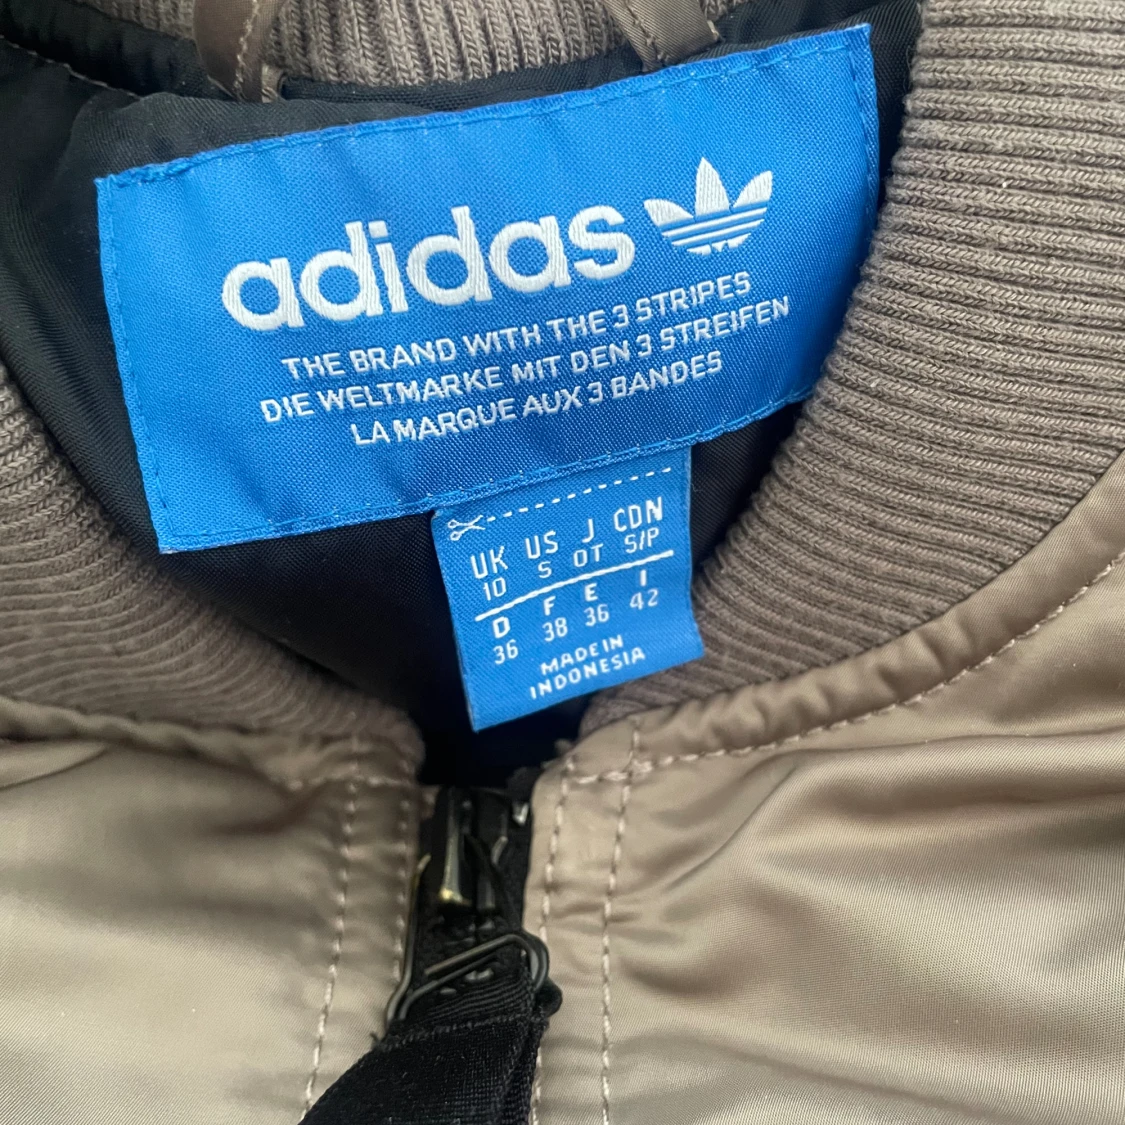 adidas
THE BRAND WITH THE 3 STRIPES
DIE WELTMARKE MIT DEN 3 STREIFEN
LA MARQUE AUX 3 BANDES
UK US J CDN
10 S OT S/P
D F E I
36 38 36 42
MADE IN
INDONESIA